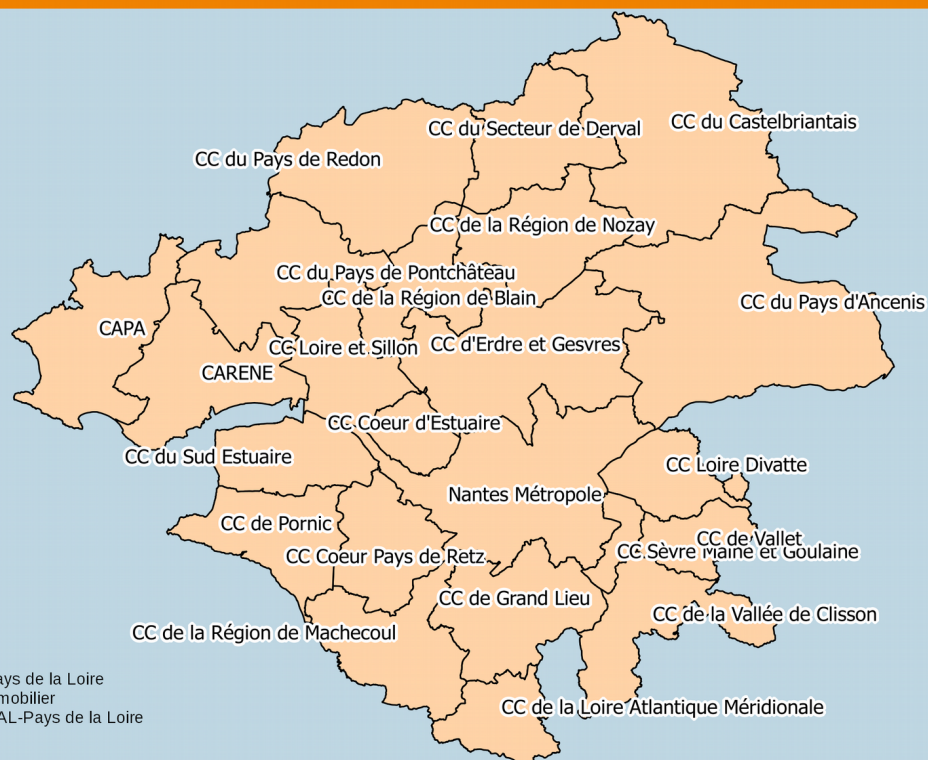 CC du Secteur de Derval
CC du Castelbriantais
CC du Pays de Redon
CC de la Région de Nozay
CC du Pays de Pontchâteau
CC de la Région de Blain
CC du Pays d'Ancenis
CAPA
CC Loire et Sillon
CC d'Erdre et Gesvres
CARENE
CC Coeur d'Estuaire
CC du Sud Estuaire
CC Loire Divatte
Nantes Métropole
CC de Pornic
CC de Vallet
CC Sèvre Maine et Goulaine
CC Coeur Pays de Retz
CC de Grand Lieu
CC de la Vallée de Clisson
CC de la Région de Machecoul
ays de la Loire
mobilier
AL-Pays de la Loire
CC de la Loire Atlantique Méridionale